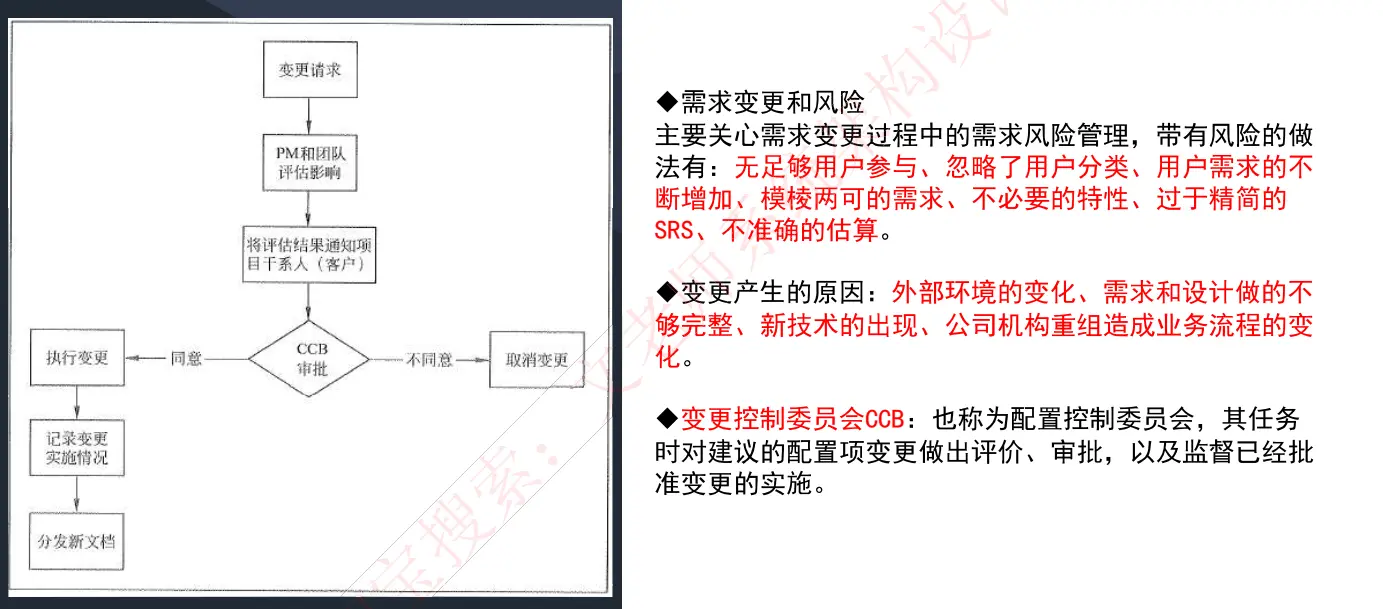 变更请求
PM和团队
评估影响
将评估结果通知项
目干系人（客户）
CCB
审批
同意
不同意
执行变更
取消变更
记录变更
实施情况
分发新文档
◆需求变更和风险
主要关心需求变更过程中的需求风险管理，带有风险的做
法有：无足够用户参与、忽略了用户分类、用户需求的不
断增加、模棱两可的需求、不必要的特性、过于精简的
SRS、不准确的估算。
◆变更产生的原因：外部环境的变化、需求和设计做的不
够完整、新技术的出现、公司机构重组造成业务流程的变
化。
◆变更控制委员会CCB：也称为配置控制委员会，其任务
时对建议的配置项变更做出评价、审批，以及监督已经批
准变更的实施。